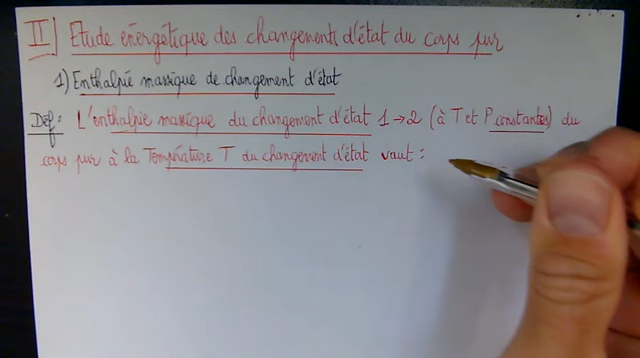 II] Etude énergétique des changements d'état du corps pur
1) Enthalpie massique de changement d'état
Def: L'enthalpie massique du changement d'état 1→2 (à T et P constantes) du
corps pur à la Température T du changement d'état vaut: